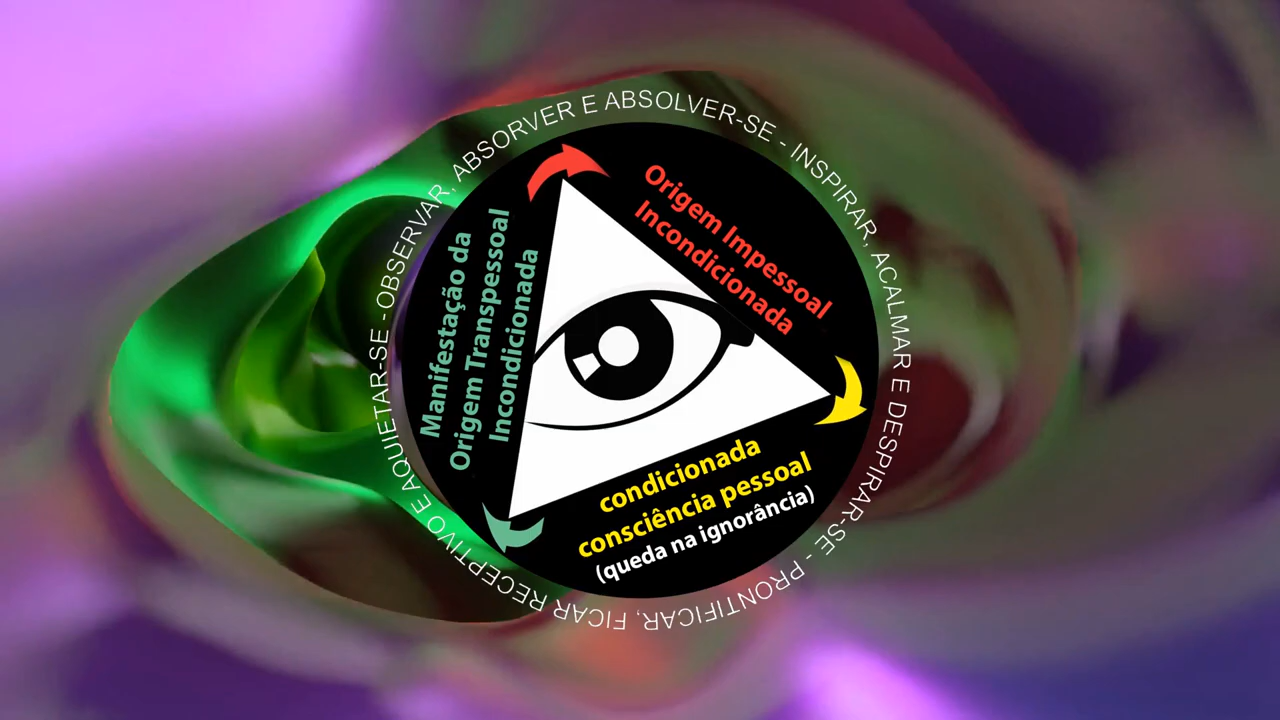 OBSERVAR, ABSORVER E ABSOLVER-SE - INSPIRAR, ACALMAR E DESPIRAR-SE - PRONTIFICAR, FICAR RECEPTIVO E AQUIETAR-SE -
Origem Impessoal
Incondicionada
Manifestação da
Origem Transpessoal
Incondicionada
condicionada
consciência pessoal
(queda na ignorância)